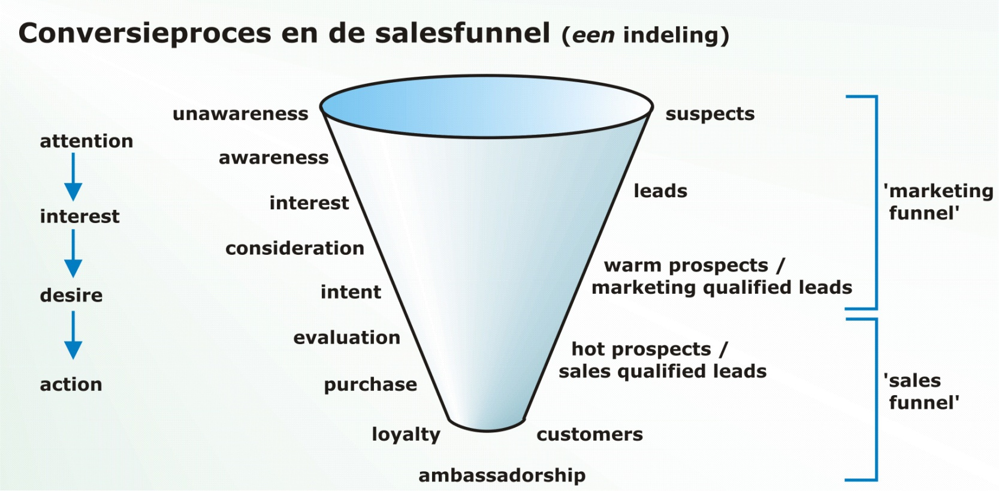 Conversieproces en de salesfunnel (een indeling)
attention
interest
desire
action
unawareness
awareness
interest
consideration
intent
evaluation
purchase
loyalty
ambassadorship
suspects
leads
warm prospects /
marketing qualified leads
hot prospects /
sales qualified leads
customers
'marketing
funnel'
'sales
funnel'